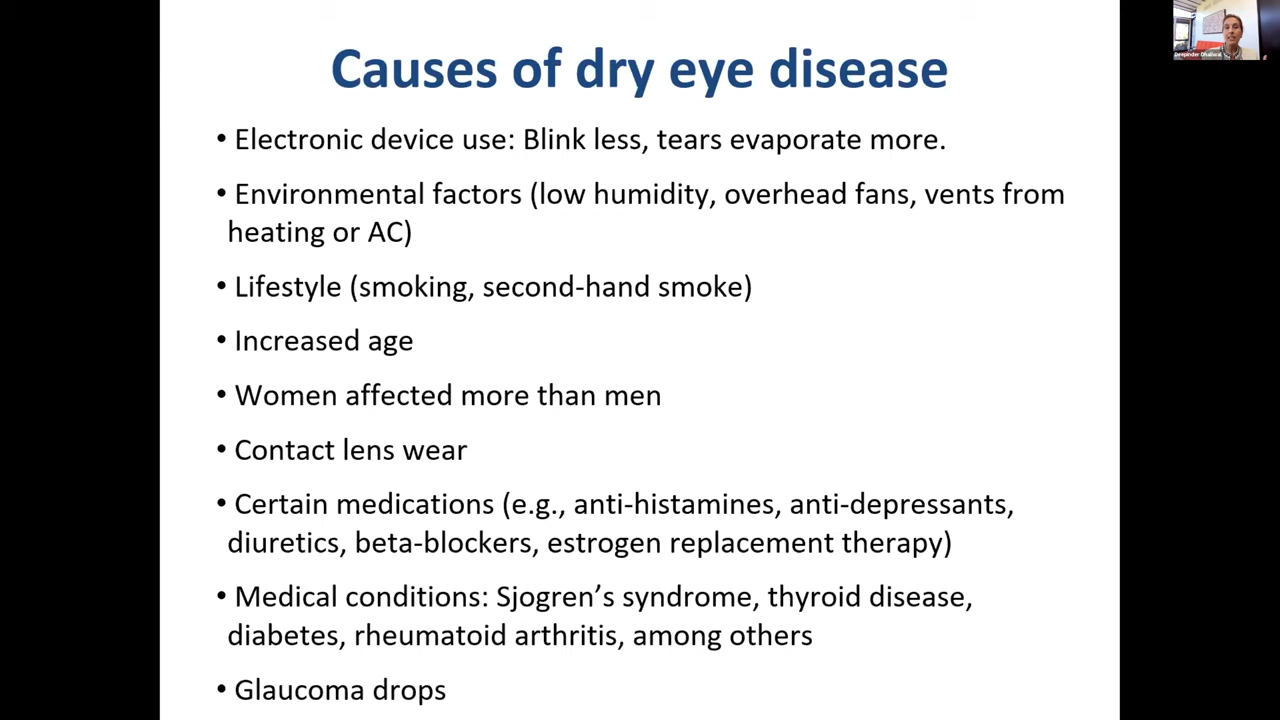 Causes of dry eye disease
• Electronic device use: Blink less, tears evaporate more.
• Environmental factors (low humidity, overhead fans, vents from
heating or AC)
• Lifestyle (smoking, second-hand smoke)
• Increased age
• Women affected more than men
• Contact lens wear
• Certain medications (e.g., anti-histamines, anti-depressants,
diuretics, beta-blockers, estrogen replacement therapy)
• Medical conditions: Sjogren’s syndrome, thyroid disease,
diabetes, rheumatoid arthritis, among others
• Glaucoma drops
Deepinder Dhaliwal